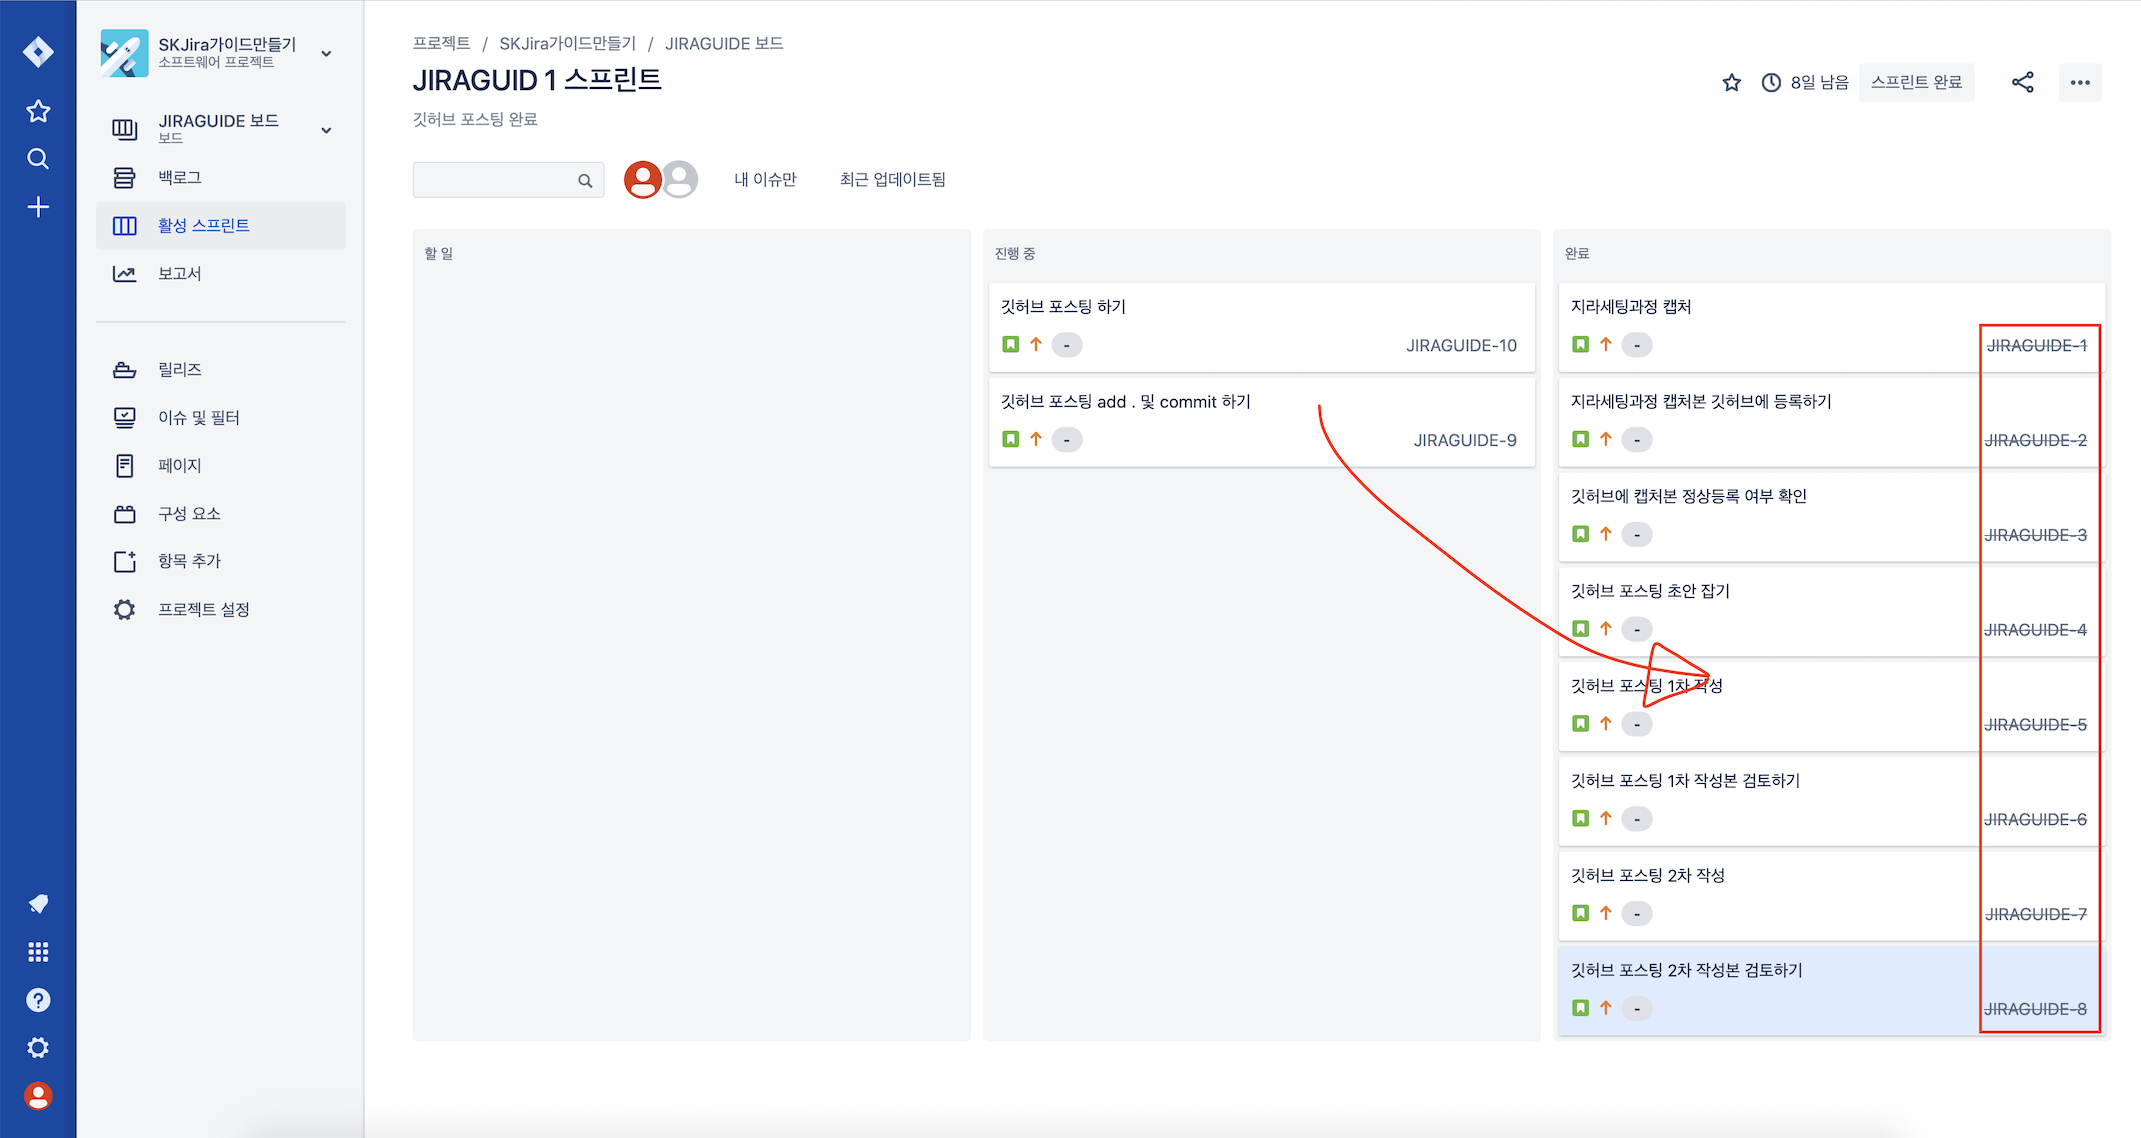 SKJira가이드만들기
소프트웨어 프로젝트
JIRAGUIDE 보드
보드
백로그
활성 스프린트
보고서
릴리즈
이슈 및 필터
페이지
구성 요소
항목 추가
프로젝트 설정
프로젝트 / SKJira가이드만들기 / JIRAGUIDE 보드
JIRAGUID 1 스프린트
8일 남음
스프린트 완료
깃허브 포스팅 완료
내 이슈만
최근 업데이트됨
할 일
진행 중
깃허브 포스팅 하기
-
JIRAGUIDE-10
깃허브 포스팅 add . 및 commit 하기
-
JIRAGUIDE-9
완료
지라세팅과정 캡처
-
JIRAGUIDE-1
지라세팅과정 캡처본 깃허브에 등록하기
-
JIRAGUIDE-2
깃허브에 캡처본 정상등록 여부 확인
-
JIRAGUIDE-3
깃허브 포스팅 초안 잡기
-
JIRAGUIDE-4
깃허브 포스팅 1차 작성
-
JIRAGUIDE-5
깃허브 포스팅 1차 작성본 검토하기
-
JIRAGUIDE-6
깃허브 포스팅 2차 작성
-
JIRAGUIDE-7
깃허브 포스팅 2차 작성본 검토하기
-
JIRAGUIDE-8